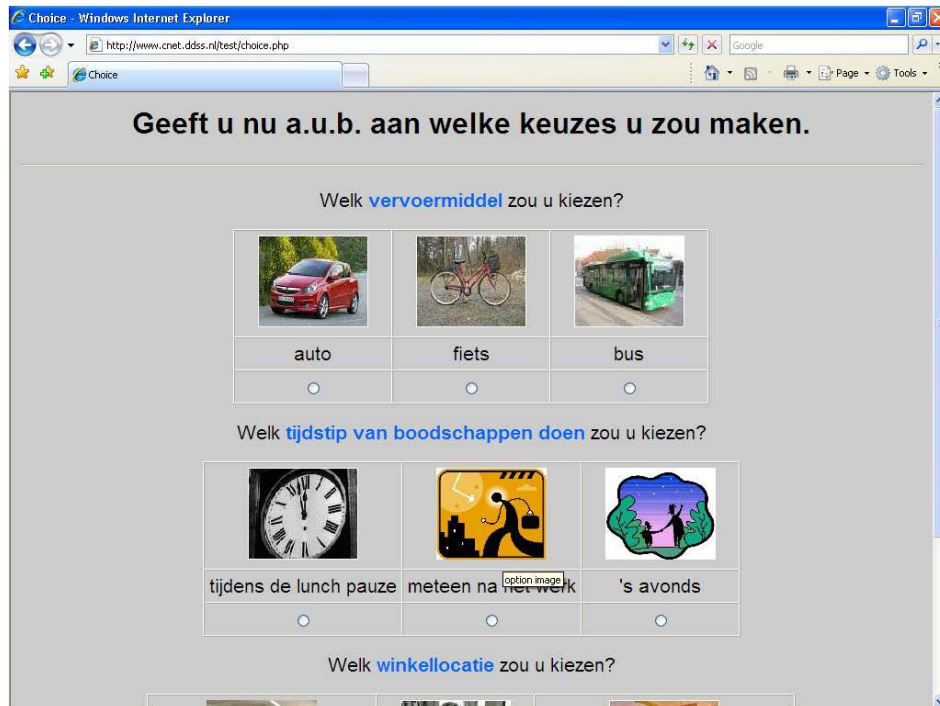 Choice - Windows Internet Explorer
http://www.cnet.ddss.nl/test/choice.php
Google
Choice
Page
Tools
Geeft u nu a.u.b. aan welke keuzes u zou maken.
Welk vervoermiddel zou u kiezen?
auto fiets bus
Welk tijdstip van boodschappen doen zou u kiezen?
option image
tijdens de lunch pauze meteen na het werk 's avonds
Welk winkellocatie zou u kiezen?